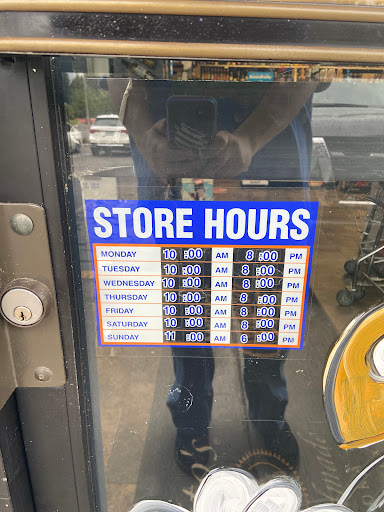 STORE HOURS
MONDAY 10 :00 AM 8 :00 PM
TUESDAY 10 :00 AM 8 :00 PM
WEDNESDAY 10 :00 AM 8 :00 PM
THURSDAY 10 :00 AM 8 :00 PM
FRIDAY 10 :00 AM 8 :00 PM
SATURDAY 10 :00 AM 8 :00 PM
SUNDAY 11 :00 AM 6 :00 PM